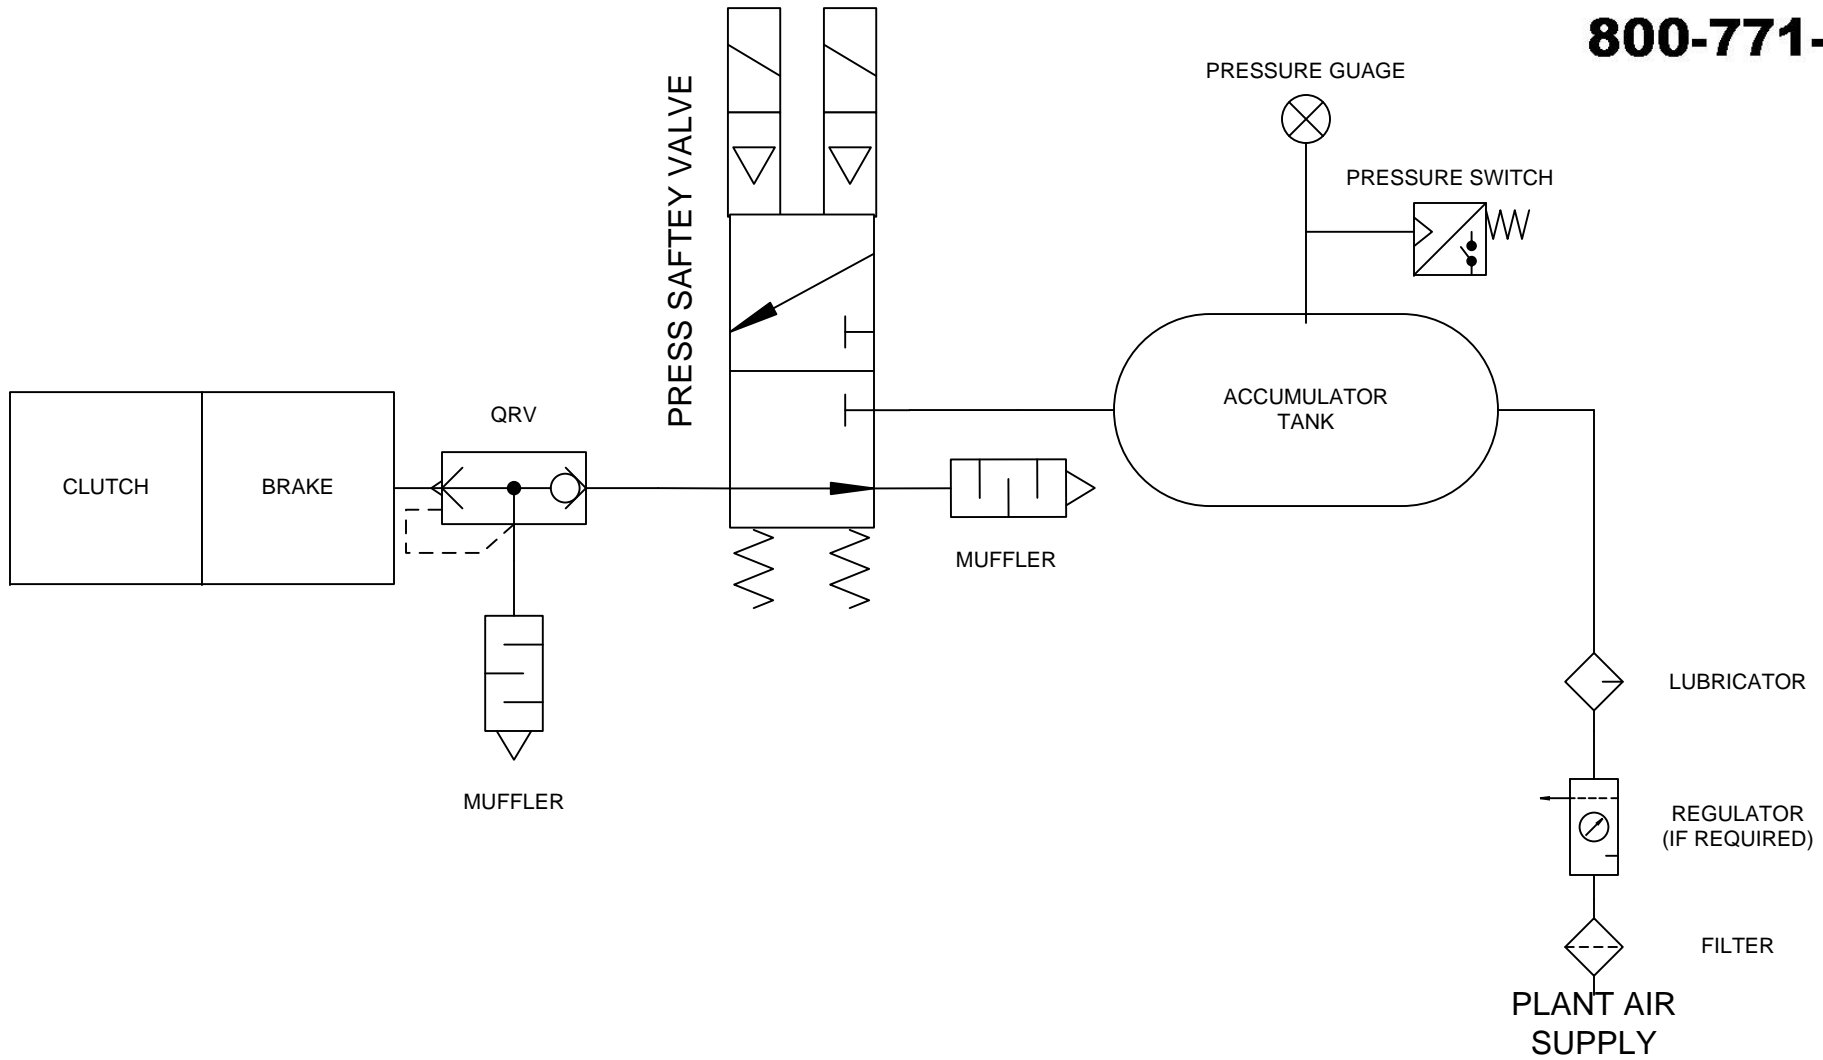 800-771-
PRESSURE GUAGE
PRESS SAFTEY VALVE
PRESSURE SWITCH
ACCUMULATOR
TANK
QRV
CLUTCH
BRAKE
MUFFLER
MUFFLER
LUBRICATOR
REGULATOR
(IF REQUIRED)
FILTER
PLANT AIR
SUPPLY